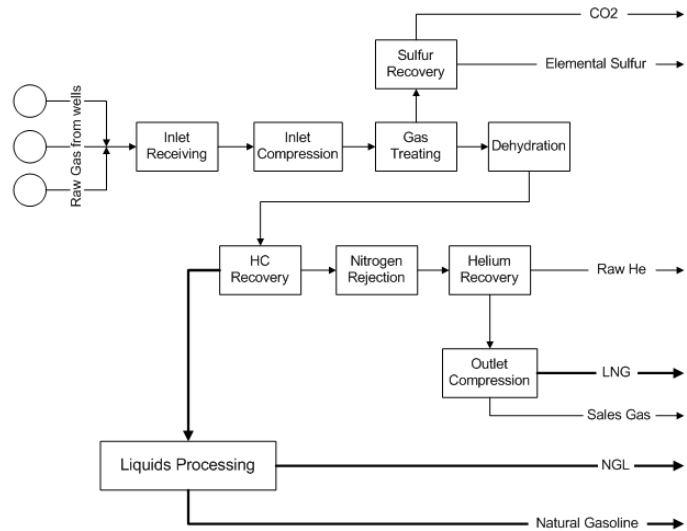 CO2
Sulfur
Recovery
Elemental Sulfur
Raw Gas from wells
Inlet
Receiving
Inlet
Compression
Gas
Treating
Dehydration
HC
Recovery
Nitrogen
Rejection
Helium
Recovery
Raw He
Outlet
Compression
LNG
Sales Gas
Liquids Processing
NGL
Natural Gasoline